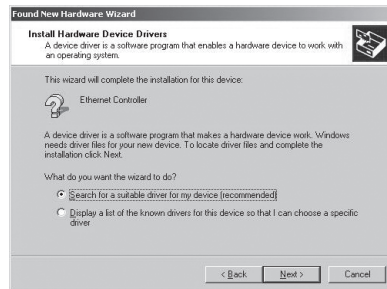 Found New Hardware Wizard
Install Hardware Device Drivers
A device driver is a software program that enables a hardware device to work with
an operating system.
This wizard will complete the installation for this device:
Ethernet Controller
A device driver is a software program that makes a hardware device work. Windows
needs driver files for your new device. To locate driver files and complete the
installation click Next.
What do you want the wizard to do?
Search for a suitable driver for my device (recommended)
Display a list of the known drivers for this device so that I can choose a specific
driver
< Back
Next >
Cancel